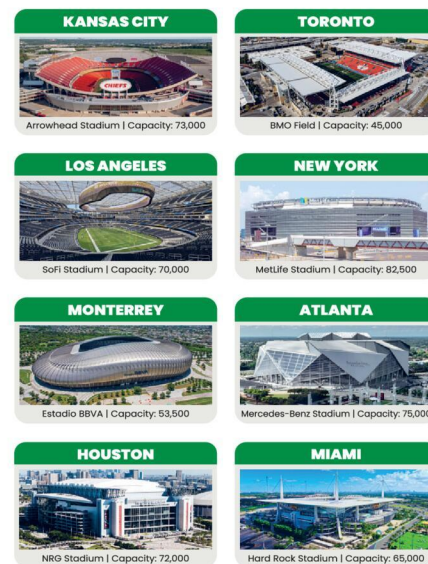 KANSAS CITY
CHIEFS
Arrowhead Stadium | Capacity: 73,000
TORONTO
BMO Field | Capacity: 45,000
LOS ANGELES
SoFi Stadium | Capacity: 70,000
NEW YORK
MetLife Stadium | Capacity: 82,500
MONTERREY
Estadio BBVA | Capacity: 53,500
ATLANTA
Mercedes-Benz Stadium | Capacity: 75,000
HOUSTON
NRG Stadium | Capacity: 72,000
MIAMI
Hard Rock Stadium | Capacity: 65,000